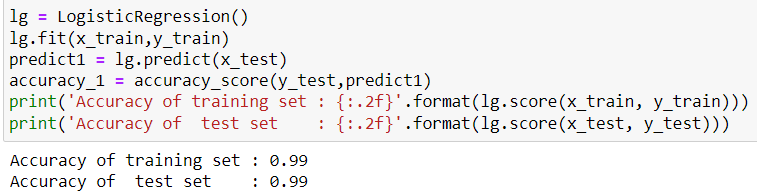 lg = LogisticRegression()
lg.fit(x_train,y_train)
predict1 = lg.predict(x_test)
accuracy_1 = accuracy_score(y_test,predict1)
print('Accuracy of training set : {:.2f}'.format(lg.score(x_train, y_train)))
print('Accuracy of  test set    : {:.2f}'.format(lg.score(x_test, y_test)))
Accuracy of training set : 0.99
Accuracy of  test set    : 0.99